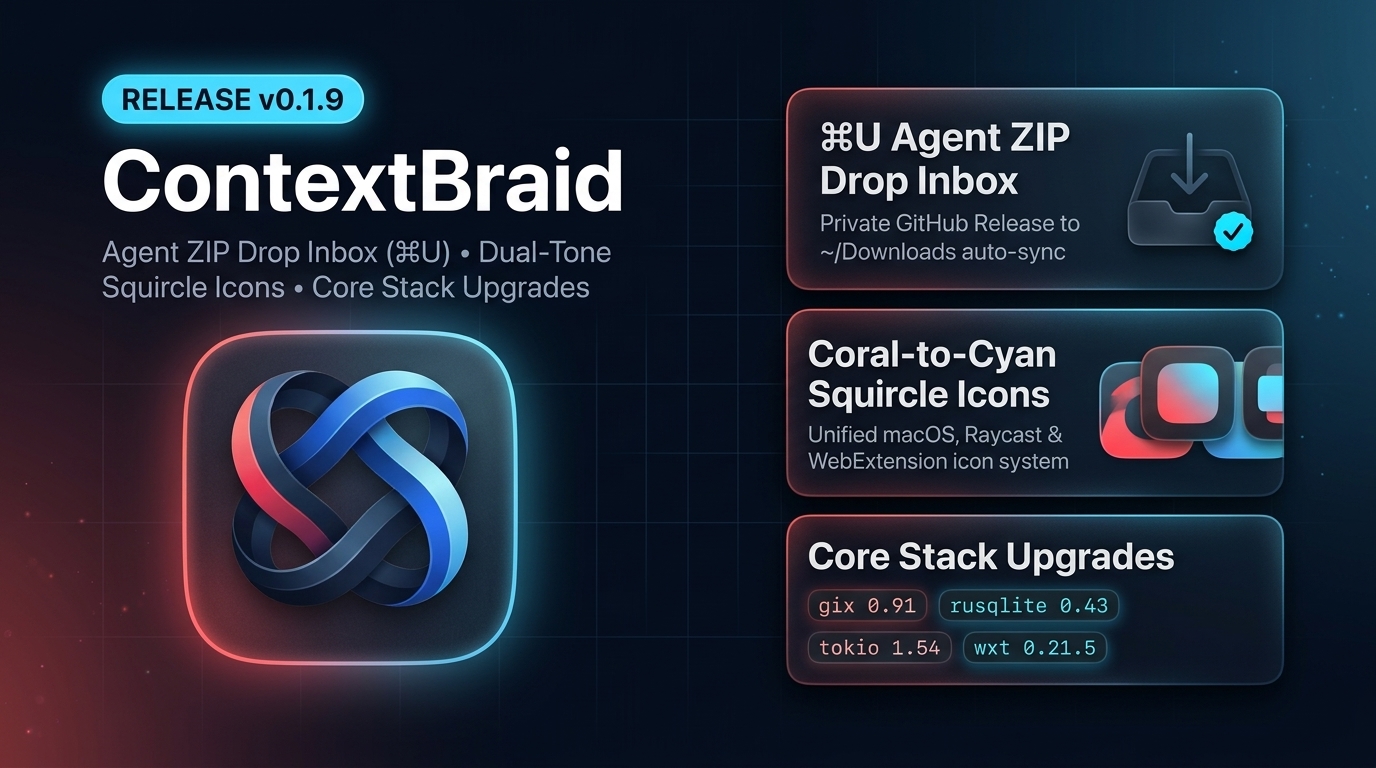 RELEASE v0.1.9
ContextBraid
Agent ZIP Drop Inbox (⌘U) • Dual-Tone
Squircle Icons • Core Stack Upgrades
⌘U Agent ZIP
Drop Inbox
Private GitHub Release to
~/Downloads auto-sync
Coral-to-Cyan
Squircle Icons
Unified macOS, Raycast &
WebExtension icon system
Core Stack Upgrades
gix 0.91
rusqlite 0.43
tokio 1.54
wxt 0.21.5